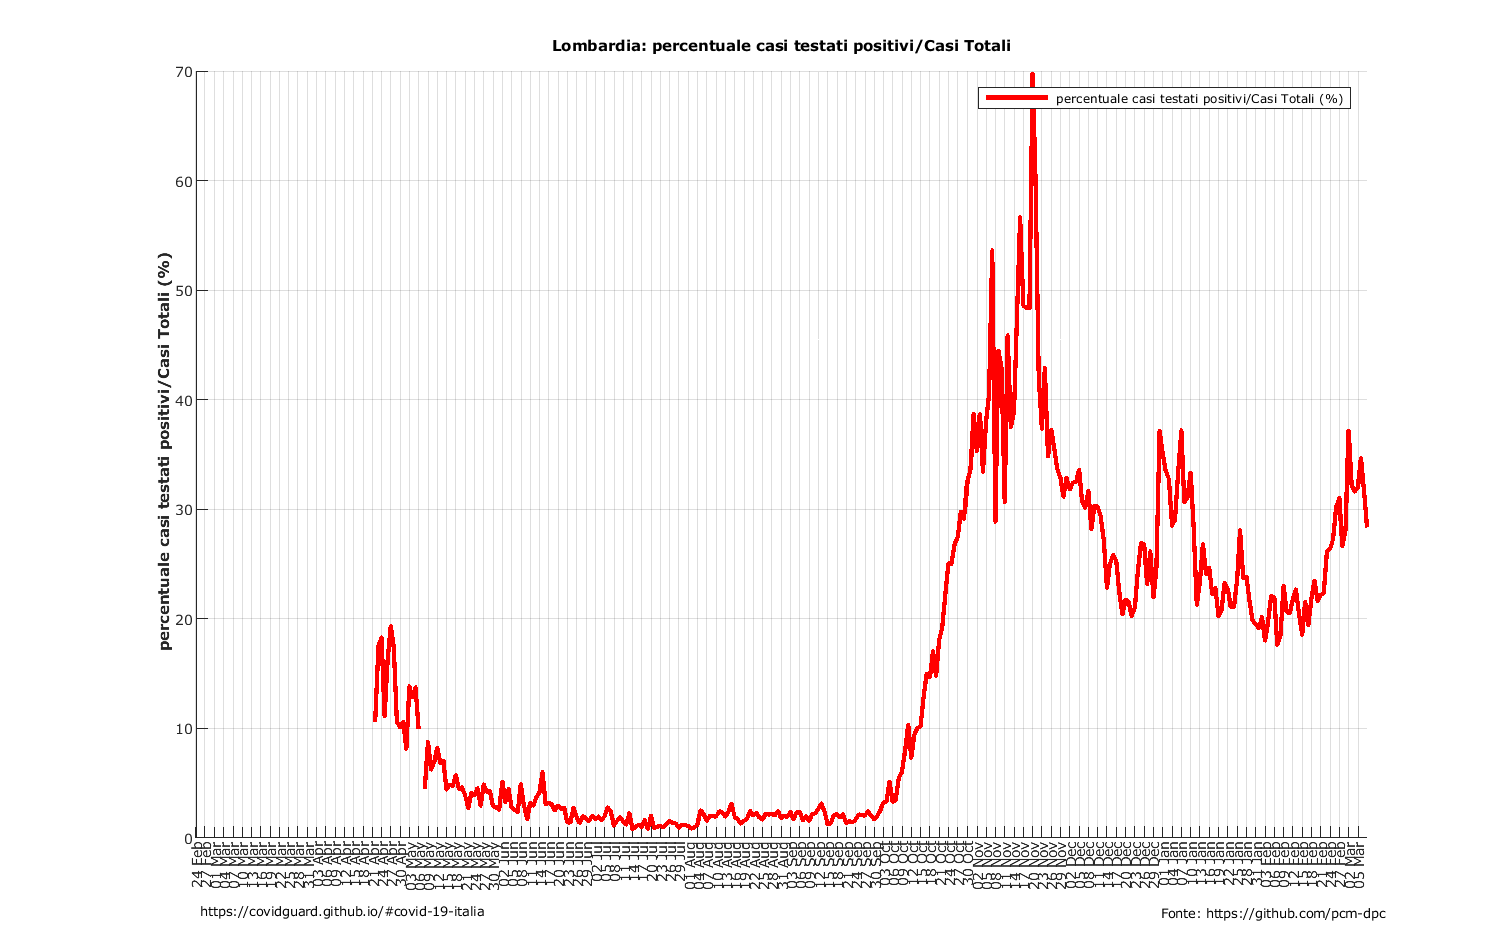 Lombardia: percentuale casi testati positivi/Casi Totali
percentuale casi testati positivi/Casi Totali (%)
percentuale casi testati positivi/Casi Totali (%)
70
60
50
40
30
20
10
0
24 Feb
27 Feb
01 Mar
04 Mar
07 Mar
10 Mar
13 Mar
16 Mar
19 Mar
22 Mar
25 Mar
28 Mar
31 Mar
03 Apr
06 Apr
09 Apr
12 Apr
15 Apr
18 Apr
21 Apr
24 Apr
27 Apr
30 Apr
03 May
06 May
09 May
12 May
15 May
18 May
21 May
24 May
27 May
30 May
02 Jun
05 Jun
08 Jun
11 Jun
14 Jun
17 Jun
20 Jun
23 Jun
26 Jun
29 Jun
02 Jul
05 Jul
08 Jul
11 Jul
14 Jul
17 Jul
20 Jul
23 Jul
26 Jul
29 Jul
01 Aug
04 Aug
07 Aug
10 Aug
13 Aug
16 Aug
19 Aug
22 Aug
25 Aug
28 Aug
31 Aug
03 Sep
06 Sep
09 Sep
12 Sep
15 Sep
18 Sep
21 Sep
24 Sep
27 Sep
30 Sep
03 Oct
06 Oct
09 Oct
12 Oct
15 Oct
18 Oct
21 Oct
24 Oct
27 Oct
30 Oct
02 Nov
05 Nov
08 Nov
11 Nov
14 Nov
17 Nov
20 Nov
23 Nov
26 Nov
29 Nov
02 Dec
05 Dec
08 Dec
11 Dec
14 Dec
17 Dec
20 Dec
23 Dec
26 Dec
29 Dec
01 Jan
04 Jan
07 Jan
10 Jan
13 Jan
16 Jan
19 Jan
22 Jan
25 Jan
28 Jan
31 Jan
03 Feb
06 Feb
09 Feb
12 Feb
15 Feb
18 Feb
21 Feb
24 Feb
27 Feb
02 Mar
05 Mar
https://covidguard.github.io/#covid-19-italia
Fonte: https://github.com/pcm-dpc